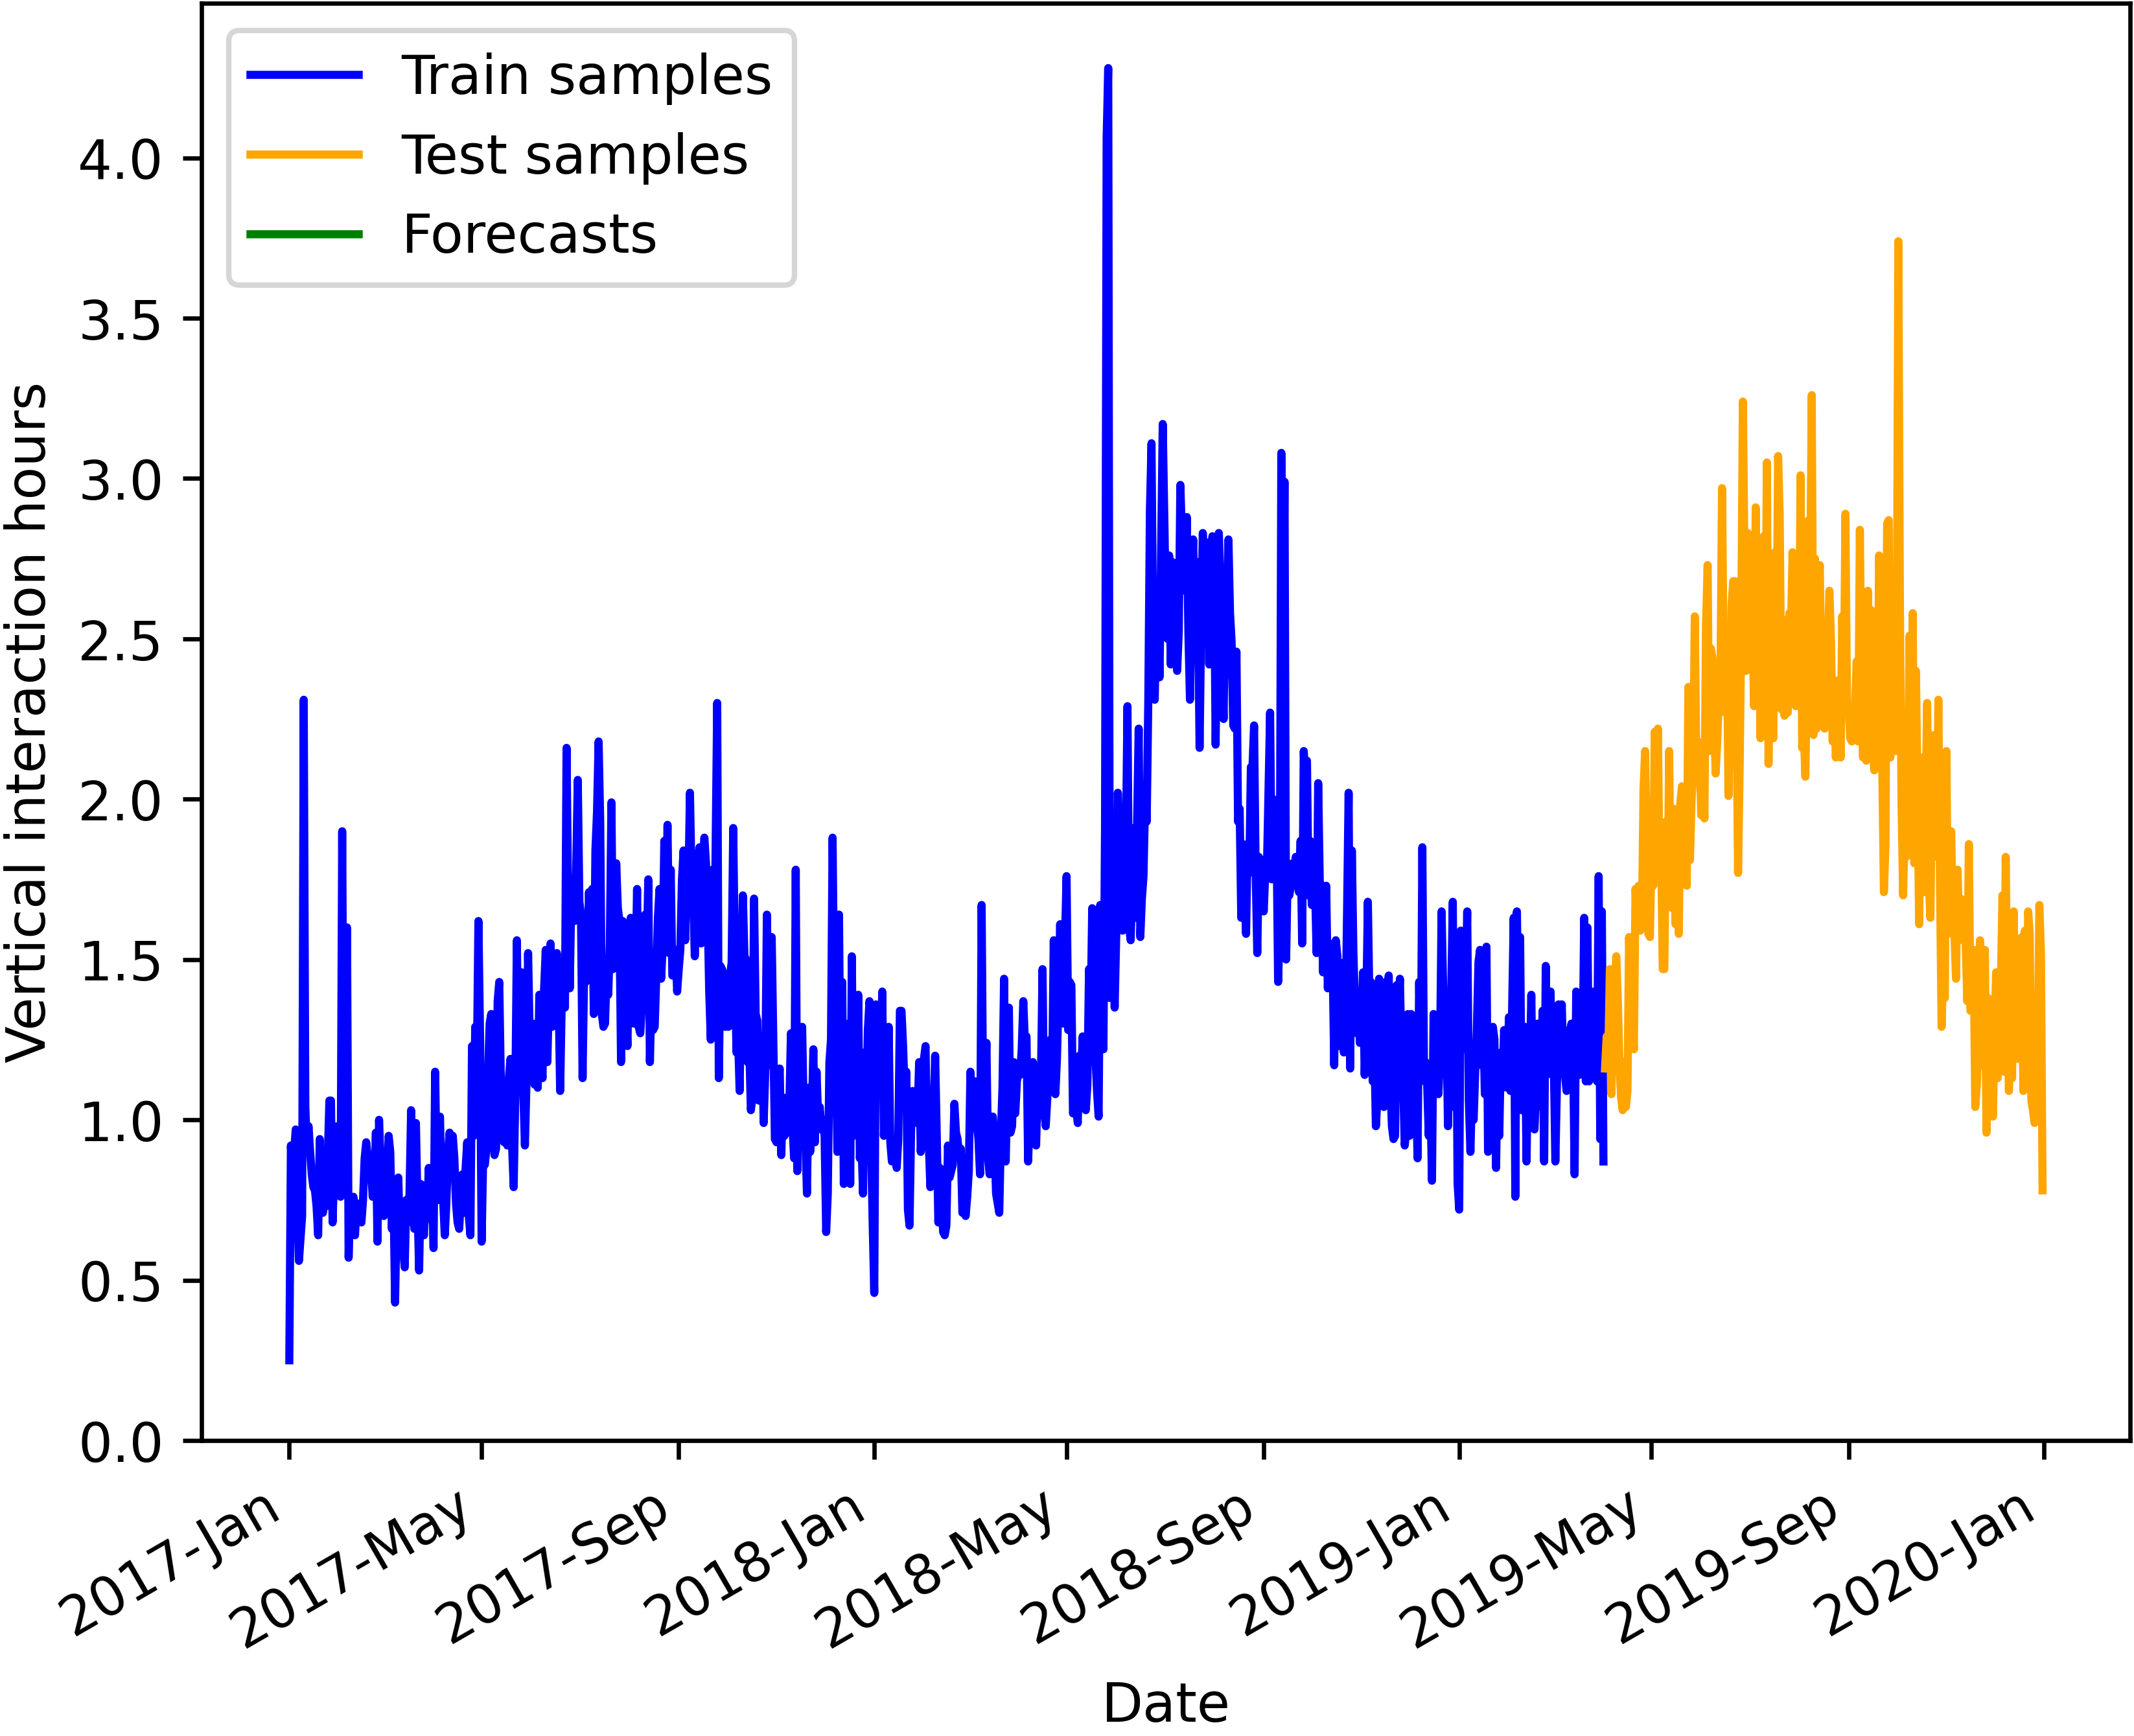 Train samples
Test samples
Forecasts
4.0
3.5
3.0
2.5
2.0
1.5
1.0
0.5
0.0
Vertical interaction hours
2017-Jan
2017-May
2017-Sep
2018-Jan
2018-May
2018-Sep
2019-Jan
2019-May
2019-Sep
2020-Jan
Date